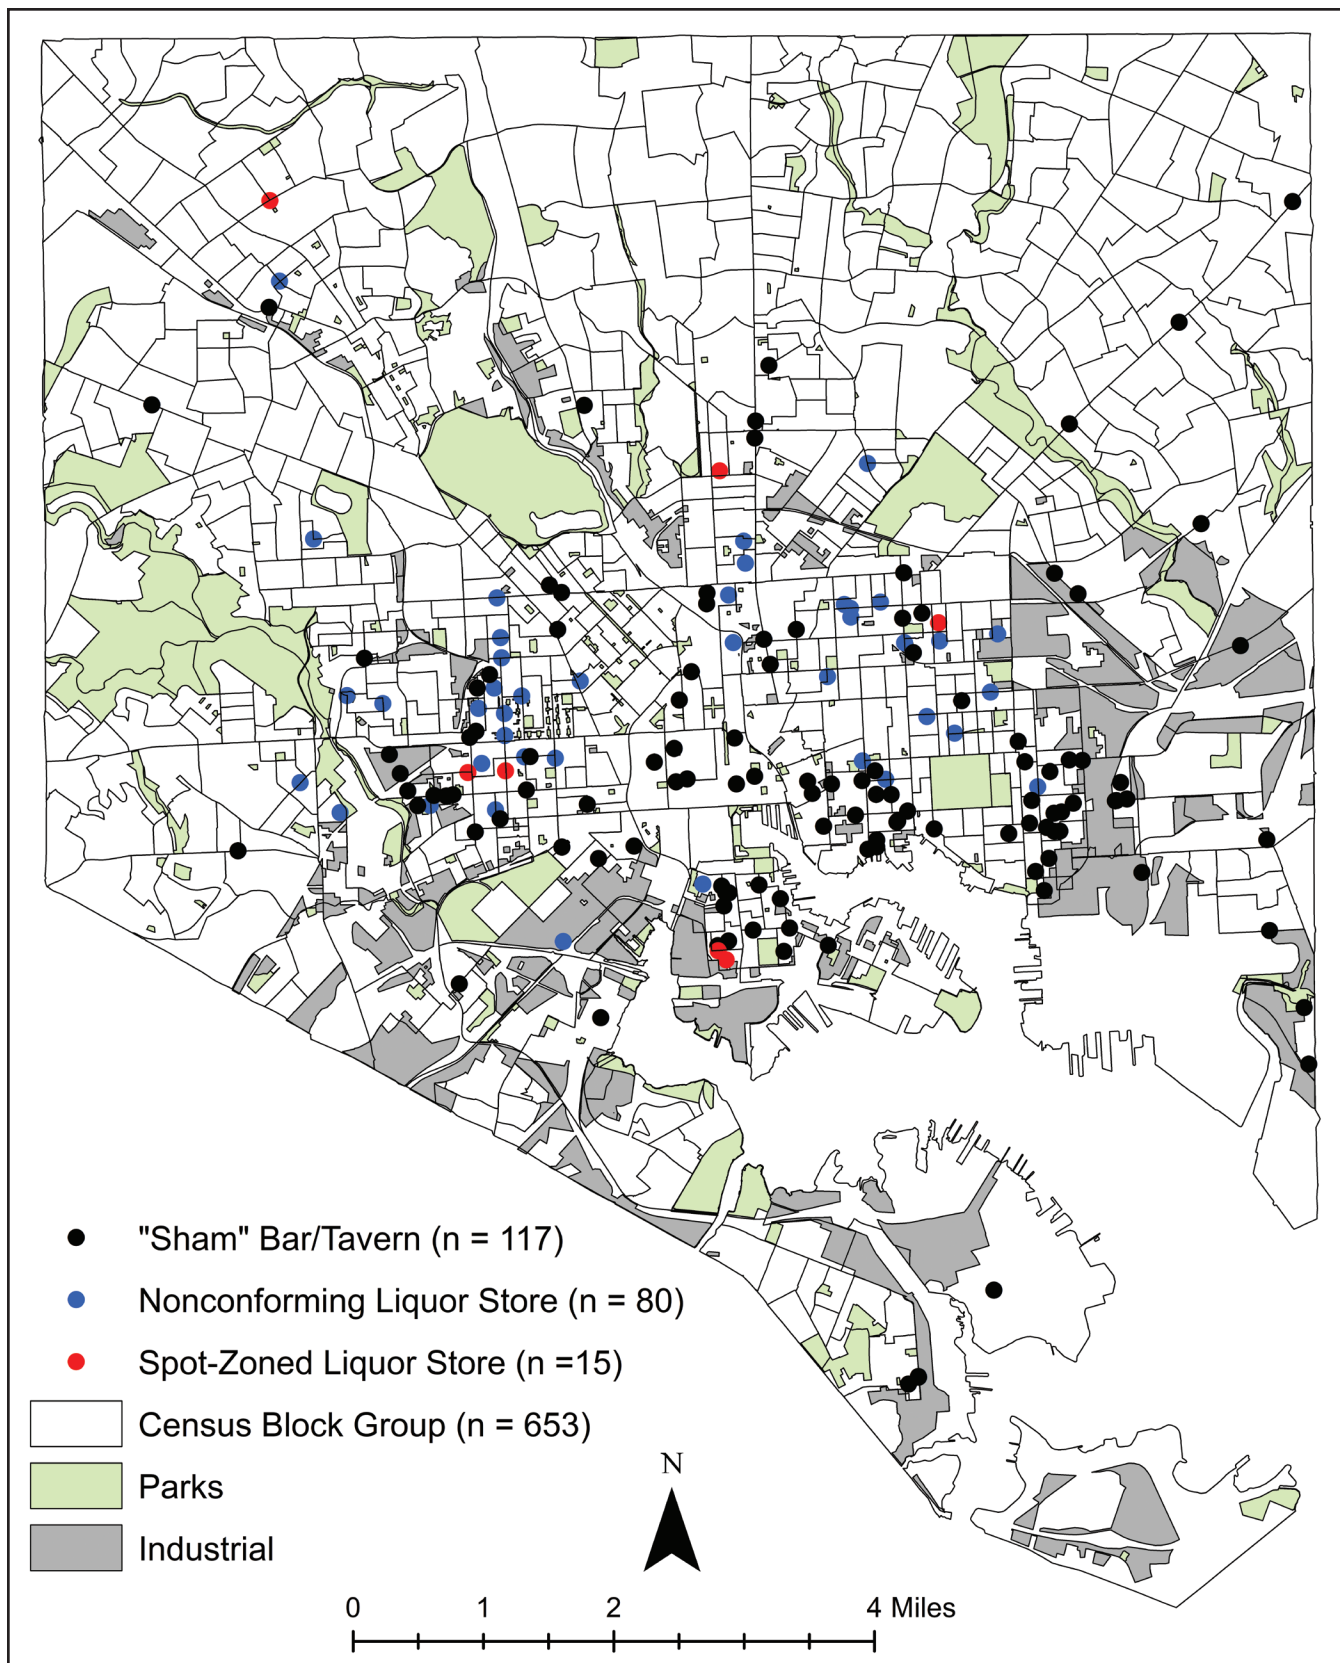 "Sham" Bar/Tavern (n = 117)
Nonconforming Liquor Store (n = 80)
Spot-Zoned Liquor Store (n =15)
Census Block Group (n = 653)
Parks
Industrial
N
0 1 2 4 Miles